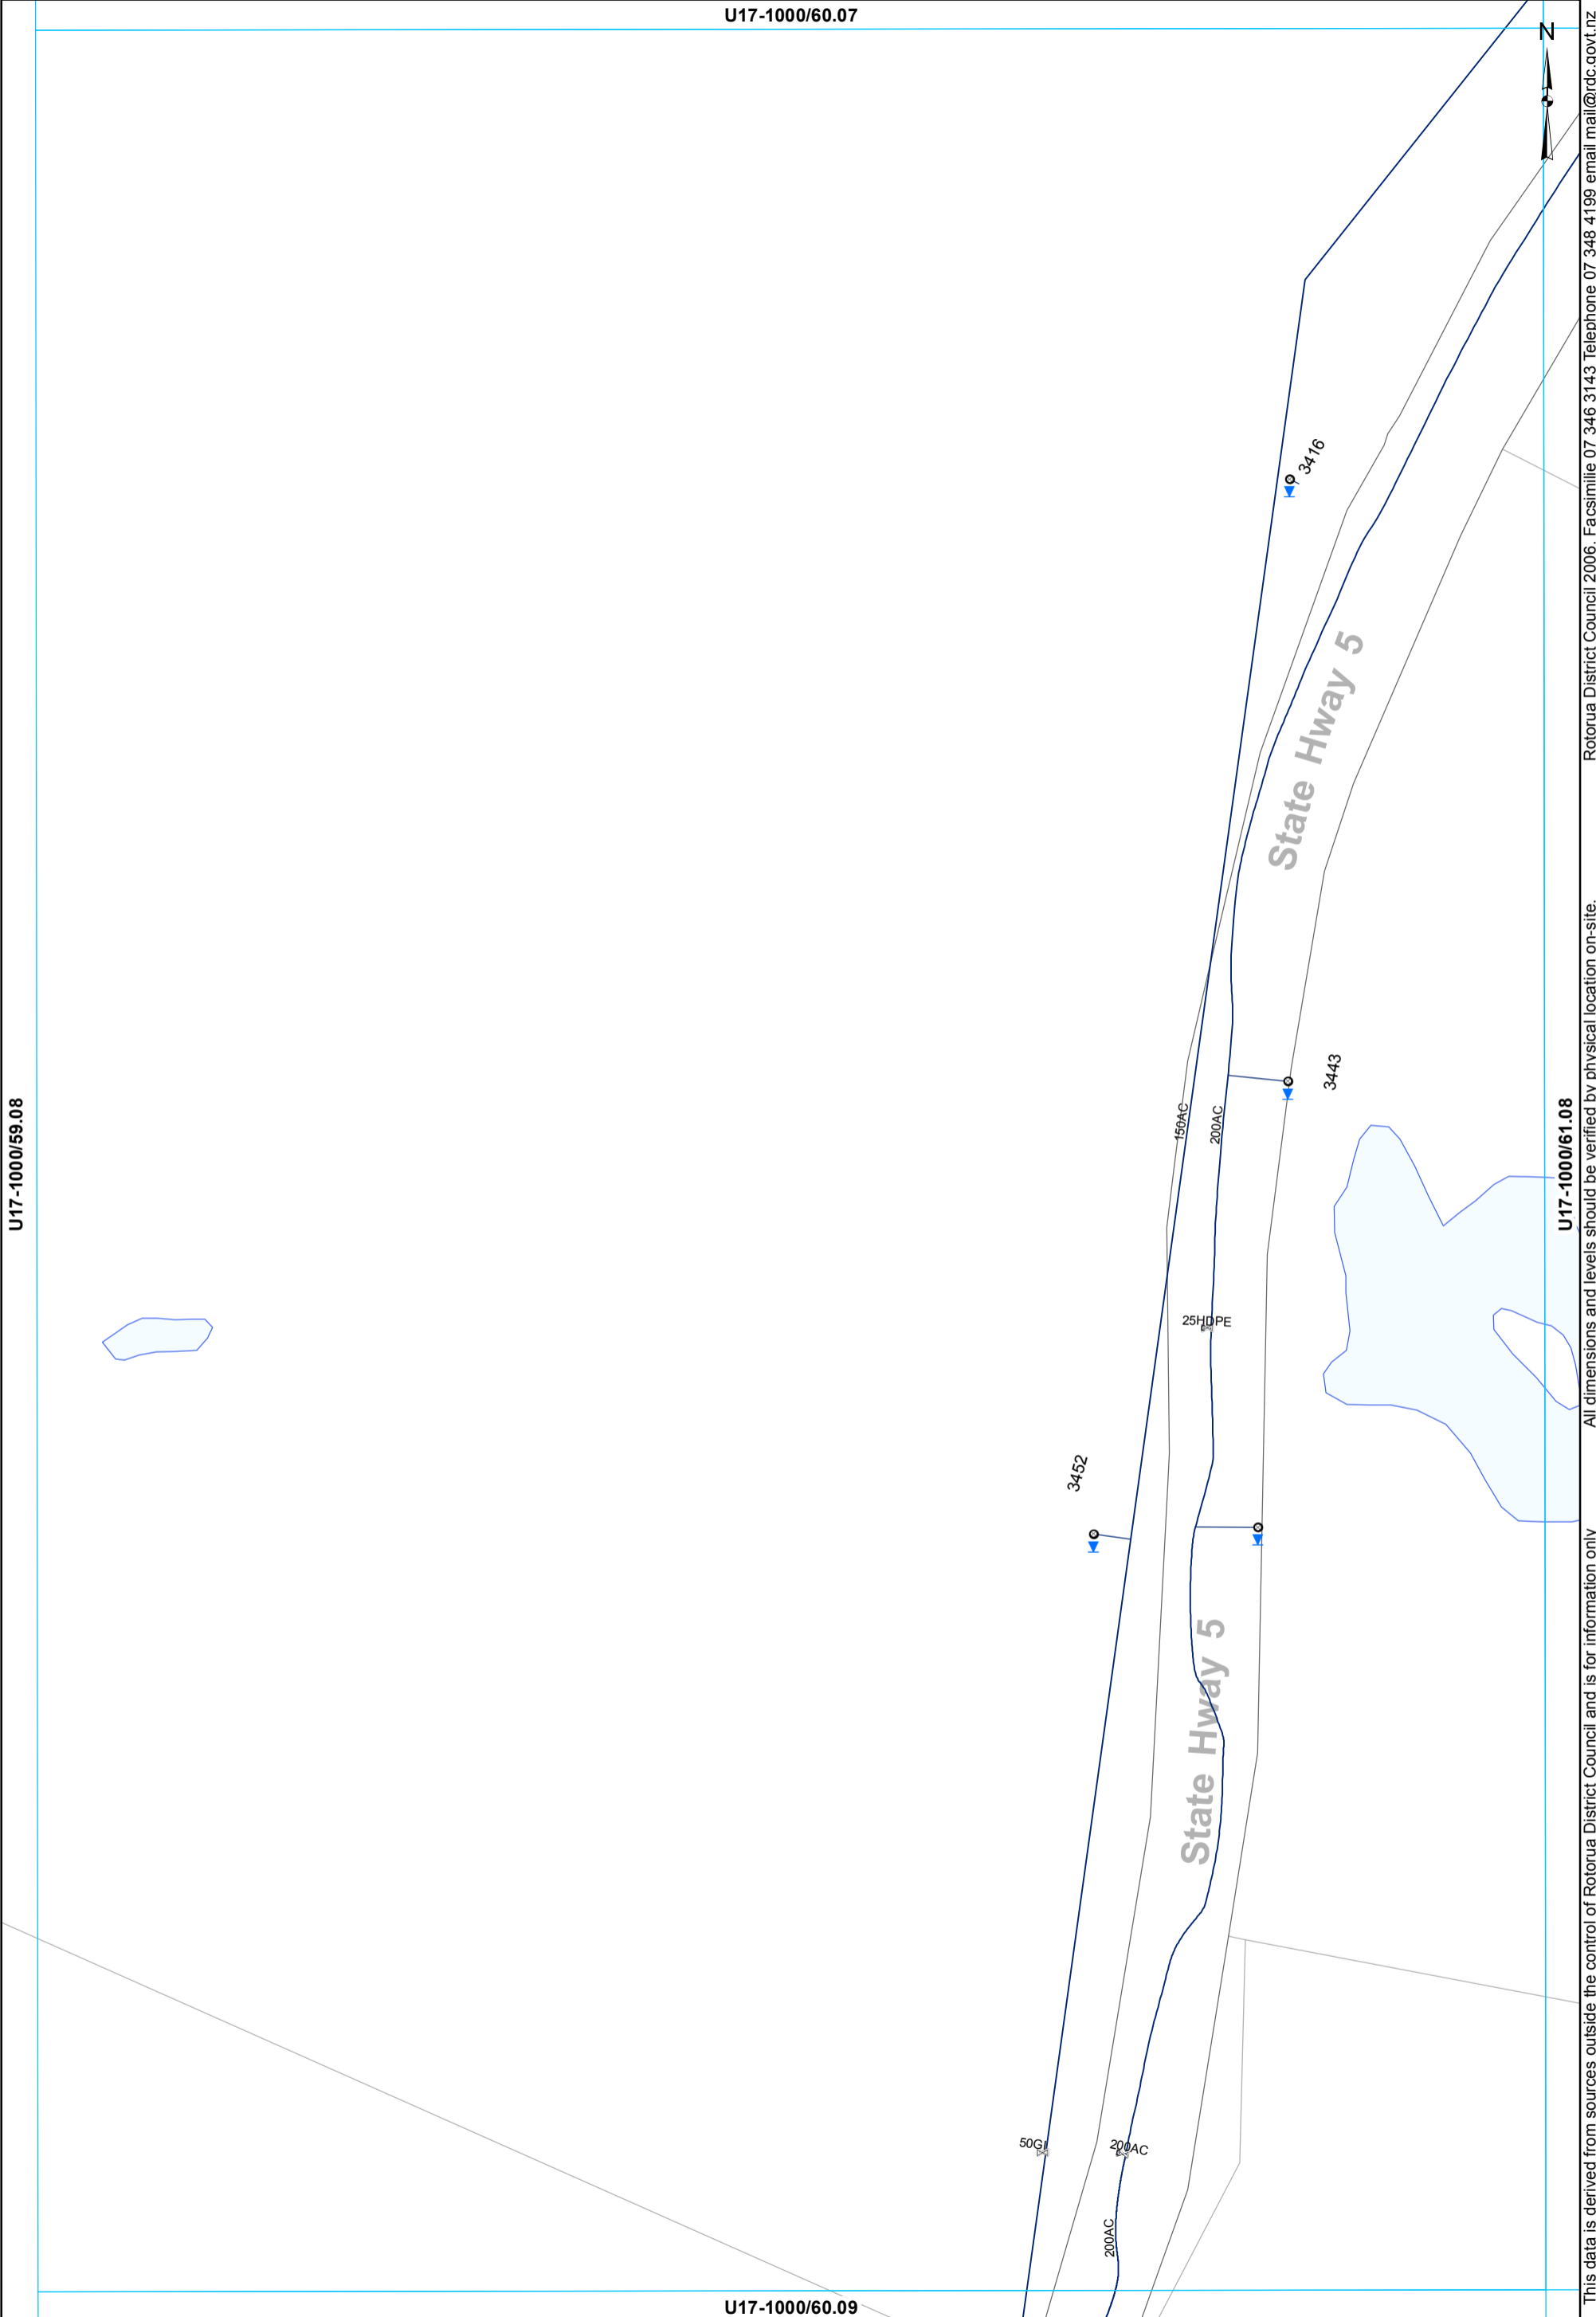 U17-1000/60.07
N
3416
State Hway 5
3443
150AC
200AC
U17-1000/59.08
U17-1000/61.08
25HDPE
3452
State Hway 5
50GI
200AC
200AC
U17-1000/60.09
This data is derived from sources outside the control of Rotorua District Council and is for information only
All dimensions and levels should be verified by physical location on-site.
Rotorua District Council 2006. Facsimilie 07 346 3143 Telephone 07 348 4199 email mail@rdc.govt.nz